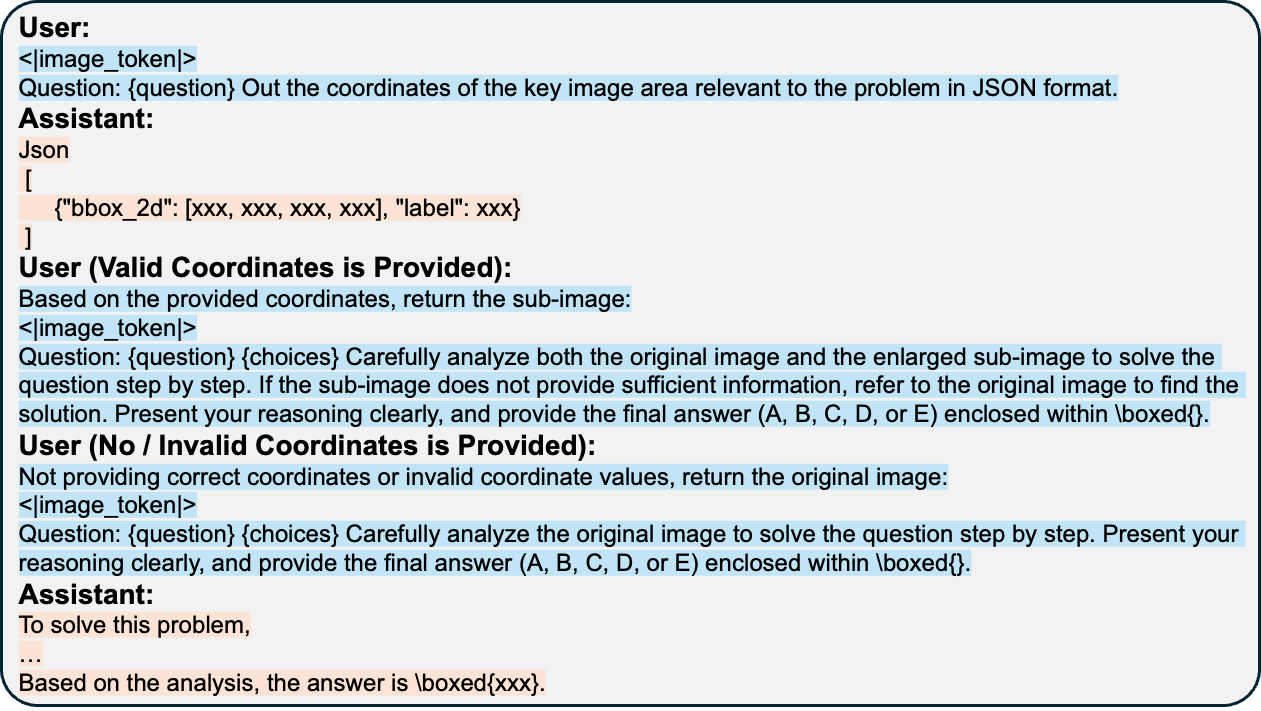 User:
<|image_token|>
Question: {question} Out the coordinates of the key image area relevant to the problem in JSON format.
Assistant:
Json
[
{"bbox_2d": [xxx, xxx, xxx, xxx], "label": xxx}
]
User (Valid Coordinates is Provided):
Based on the provided coordinates, return the sub-image:
<|image_token|>
Question: {question} {choices} Carefully analyze both the original image and the enlarged sub-image to solve the
question step by step. If the sub-image does not provide sufficient information, refer to the original image to find the
solution. Present your reasoning clearly, and provide the final answer (A, B, C, D, or E) enclosed within \boxed{}.
User (No / Invalid Coordinates is Provided):
Not providing correct coordinates or invalid coordinate values, return the original image:
<|image_token|>
Question: {question} {choices} Carefully analyze the original image to solve the question step by step. Present your
reasoning clearly, and provide the final answer (A, B, C, D, or E) enclosed within \boxed{}.
Assistant:
To solve this problem,
…
Based on the analysis, the answer is \boxed{xxx}.